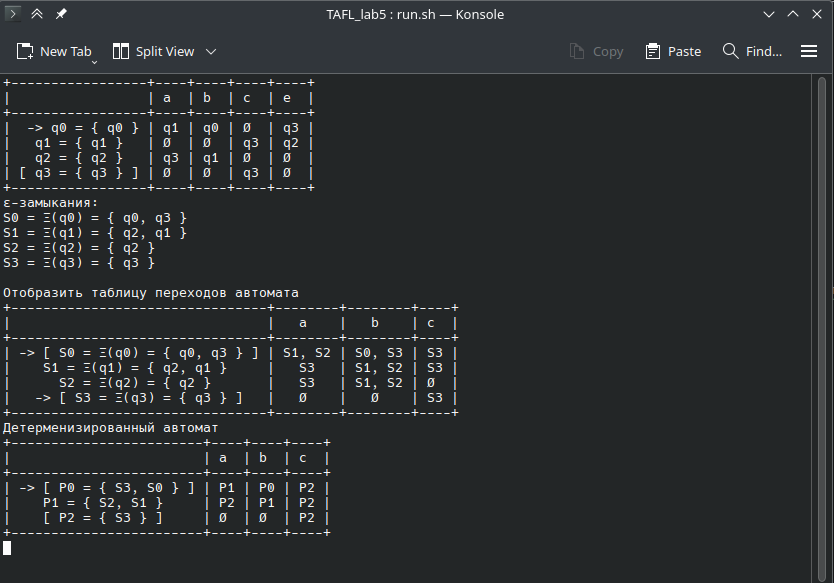 TAFL_lab5 : run.sh — Konsole
New Tab Split View Copy Paste Find...
+-----------------+----+----+----+----+
|                 | a  | b  | c  | e  |
+-----------------+----+----+----+----+
|  -> q0 = { q0 } | q1 | q0 | Ø  | q3 |
|   q1 = { q1 }   | Ø  | Ø  | q3 | q2 |
|   q2 = { q2 }   | q3 | q1 | Ø  | Ø  |
| [ q3 = { q3 } ] | Ø  | Ø  | q3 | Ø  |
+-----------------+----+----+----+----+
ε-замыкания:
S0 = Ξ(q0) = { q0, q3 }
S1 = Ξ(q1) = { q2, q1 }
S2 = Ξ(q2) = { q2 }
S3 = Ξ(q3) = { q3 }
Отобразить таблицу переходов автомата
+--------------------------------+--------+--------+----+
|                                |   a    |   b    | c  |
+--------------------------------+--------+--------+----+
| -> [ S0 = Ξ(q0) = { q0, q3 } ] | S1, S2 | S0, S3 | S3 |
|    S1 = Ξ(q1) = { q2, q1 }     |   S3   | S1, S2 | S3 |
|      S2 = Ξ(q2) = { q2 }       |   S3   | S1, S2 | Ø  |
|   -> [ S3 = Ξ(q3) = { q3 } ]   |   Ø    |   Ø    | S3 |
+--------------------------------+--------+--------+----+
Детерменизированный автомат
+------------------------+----+----+----+
|                        | a  | b  | c  |
+------------------------+----+----+----+
| -> [ P0 = { S3, S0 } ] | P1 | P0 | P2 |
|    P1 = { S2, S1 }     | P2 | P1 | P2 |
|    [ P2 = { S3 } ]     | Ø  | Ø  | P2 |
+------------------------+----+----+----+